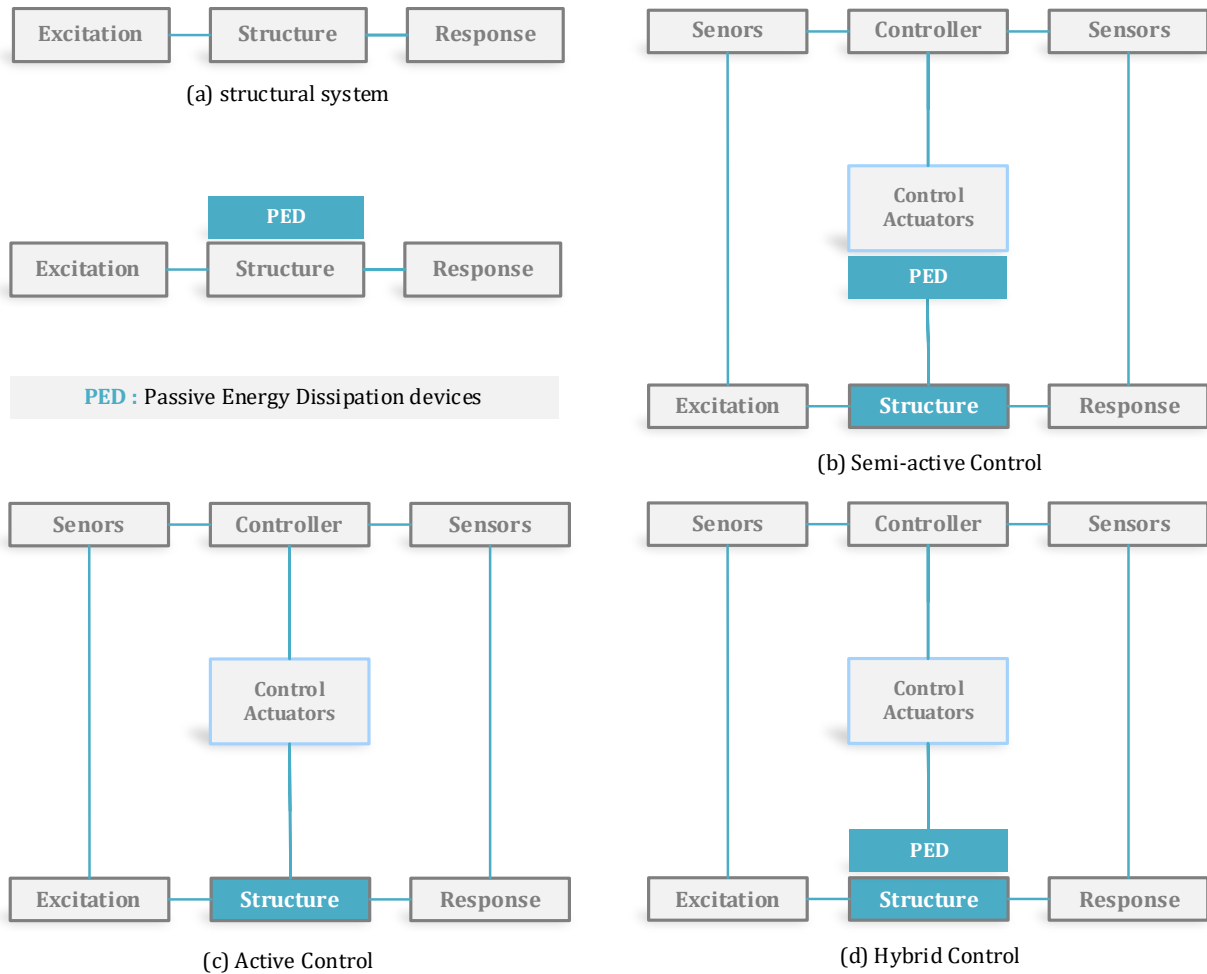 Excitation
Structure
Response
(a) structural system
PED
Excitation
Structure
Response
PED : Passive Energy Dissipation devices
Senors
Controller
Sensors
Control
Actuators
PED
Excitation
Structure
Response
(b) Semi-active Control
Senors
Controller
Sensors
Control
Actuators
Excitation
Structure
Response
(c) Active Control
Senors
Controller
Sensors
Control
Actuators
PED
Excitation
Structure
Response
(d) Hybrid Control